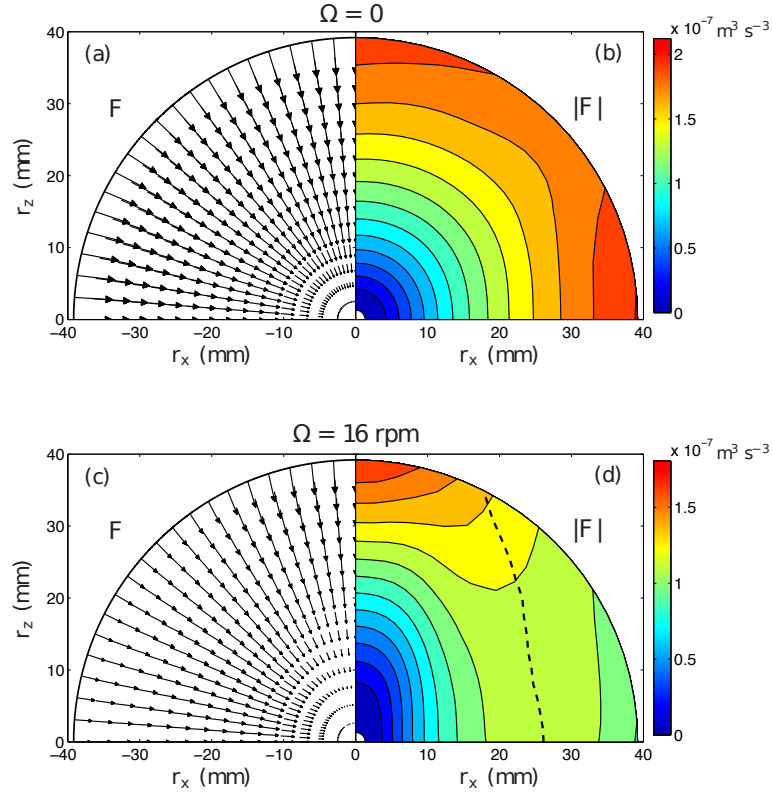 Ω = 0
x 10⁻⁷ m³ s⁻³
(a)
(b)
F
|F|
40
30
20
10
0
r_z (mm)
−40 −30 −20 −10 0 10 20 30 40
r_x (mm)
r_x (mm)
2
1.5
1
0.5
0
Ω = 16 rpm
x 10⁻⁷ m³ s⁻³
(c)
(d)
F
|F|
40
30
20
10
0
r_z (mm)
−40 −30 −20 −10 0 10 20 30 40
r_x (mm)
r_x (mm)
1.5
1
0.5
0